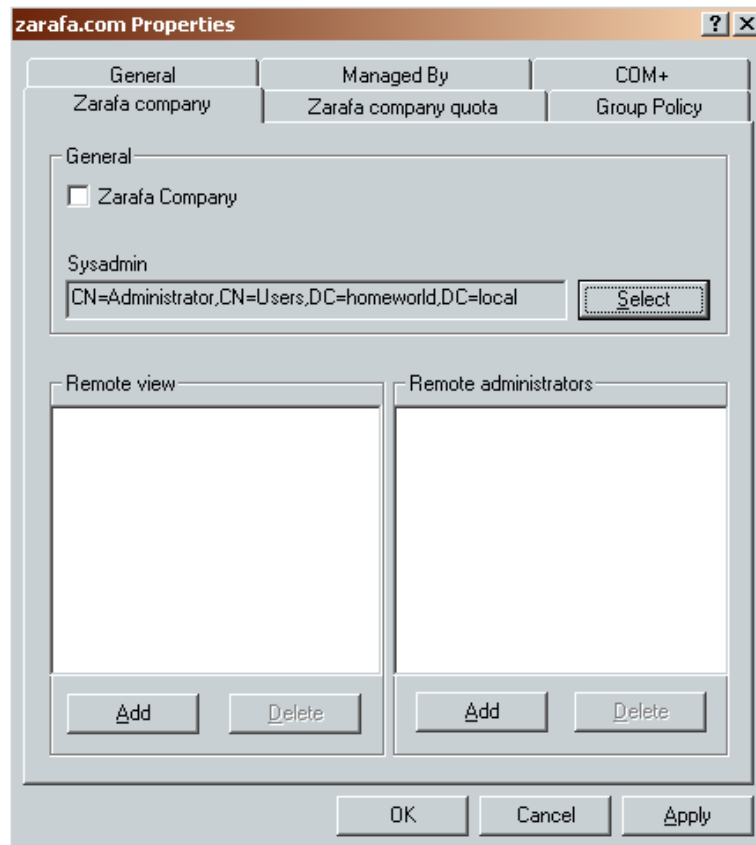 zarafa.com Properties
General Managed By COM+
Zarafa company Zarafa company quota Group Policy
General
Zarafa Company
Sysadmin
CN=Administrator,CN=Users,DC=homeworld,DC=local Select
Remote view Remote administrators
Add Delete Add Delete
OK Cancel Apply